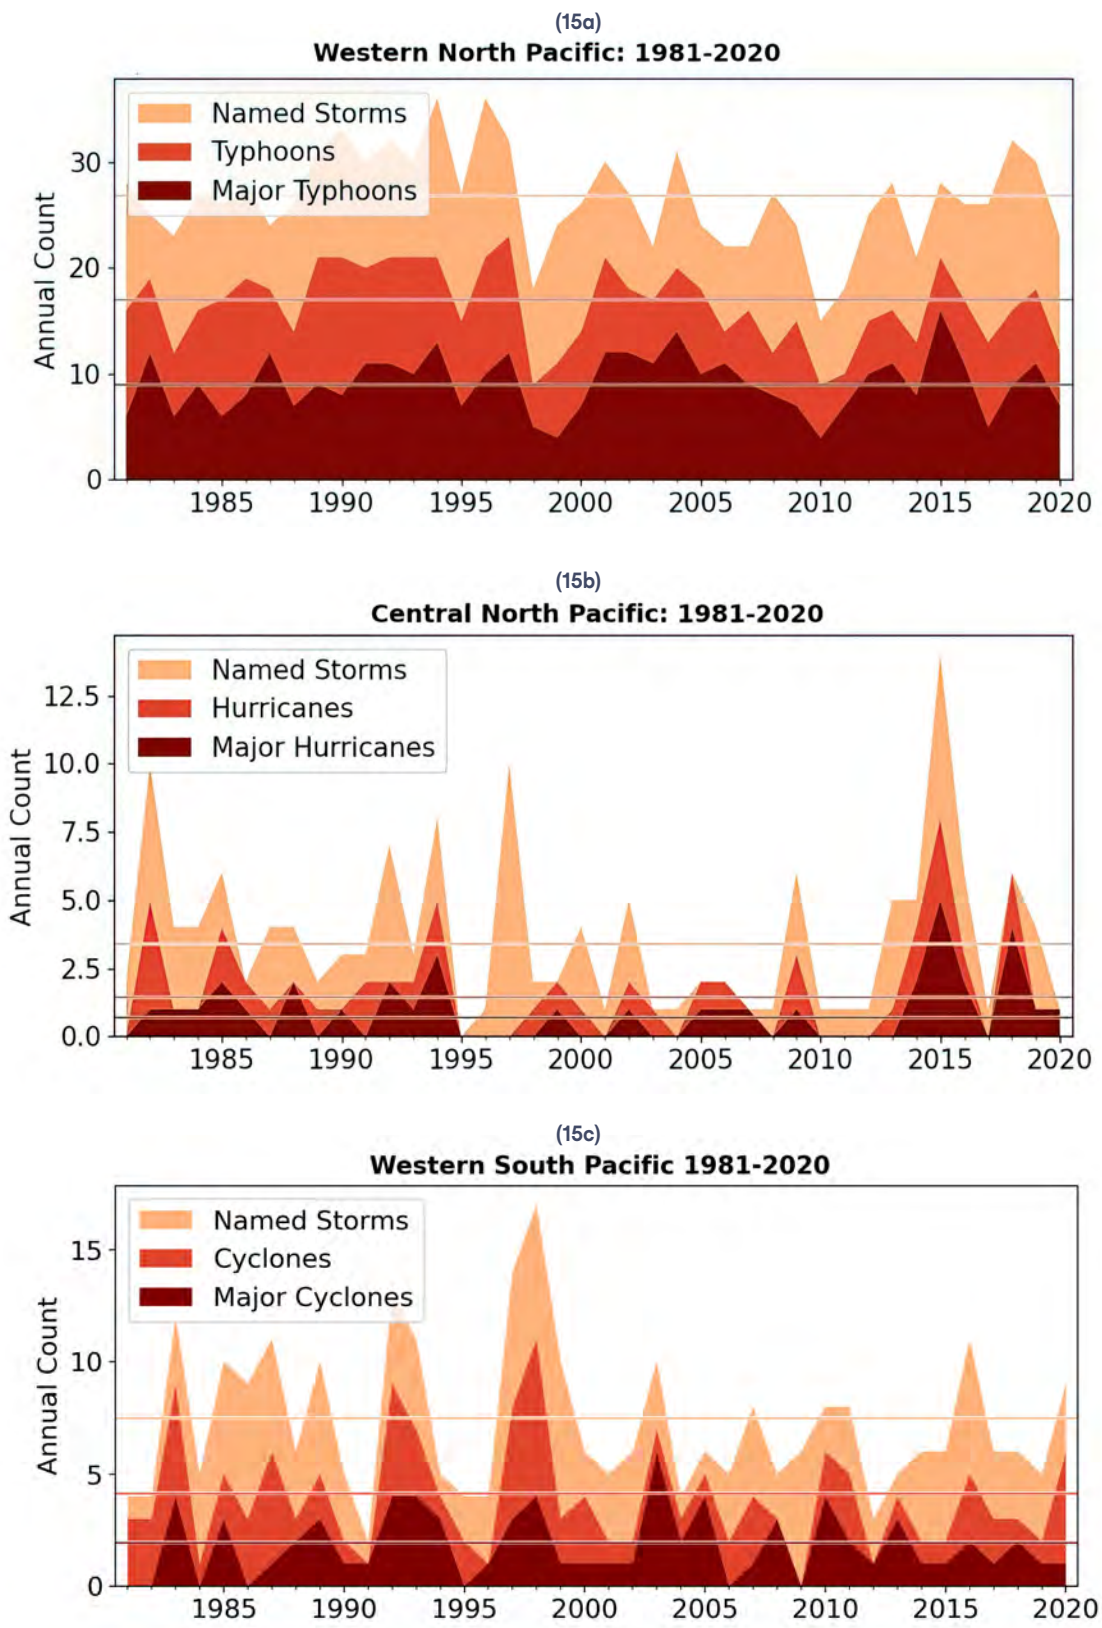 (15a)
Western North Pacific: 1981-2020
Named Storms
Typhoons
Major Typhoons
Annual Count
30
20
10
0
1985 1990 1995 2000 2005 2010 2015 2020
(15b)
Central North Pacific: 1981-2020
Named Storms
Hurricanes
Major Hurricanes
Annual Count
12.5
10.0
7.5
5.0
2.5
0.0
1985 1990 1995 2000 2005 2010 2015 2020
(15c)
Western South Pacific 1981-2020
Named Storms
Cyclones
Major Cyclones
Annual Count
15
10
5
0
1985 1990 1995 2000 2005 2010 2015 2020